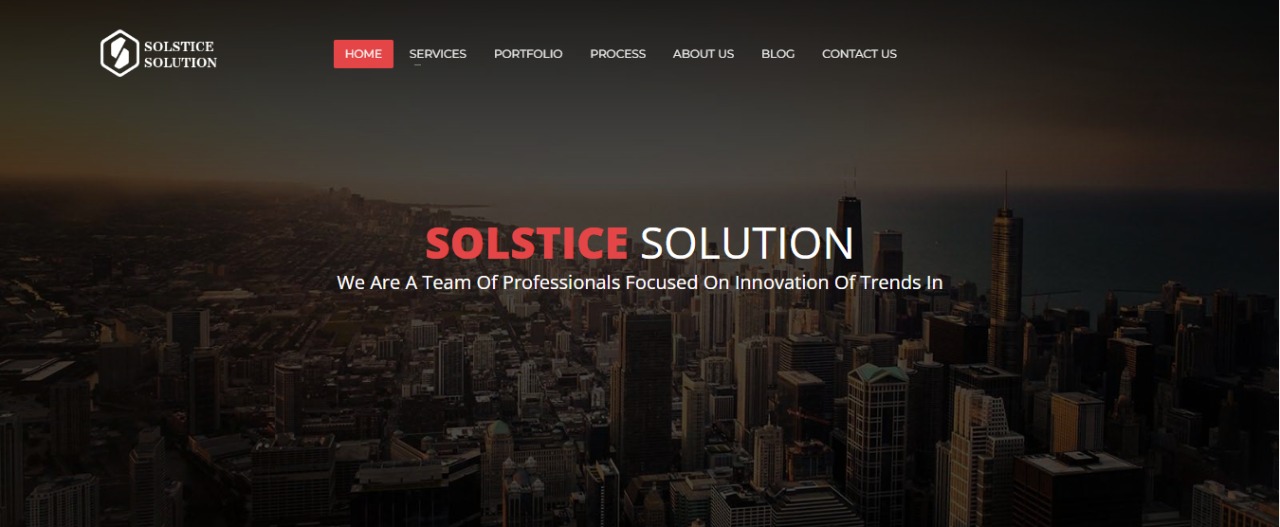 SOLSTICE
SOLUTION
HOME SERVICES PORTFOLIO PROCESS ABOUT US BLOG CONTACT US
SOLSTICE SOLUTION
We Are A Team Of Professionals Focused On Innovation Of Trends In